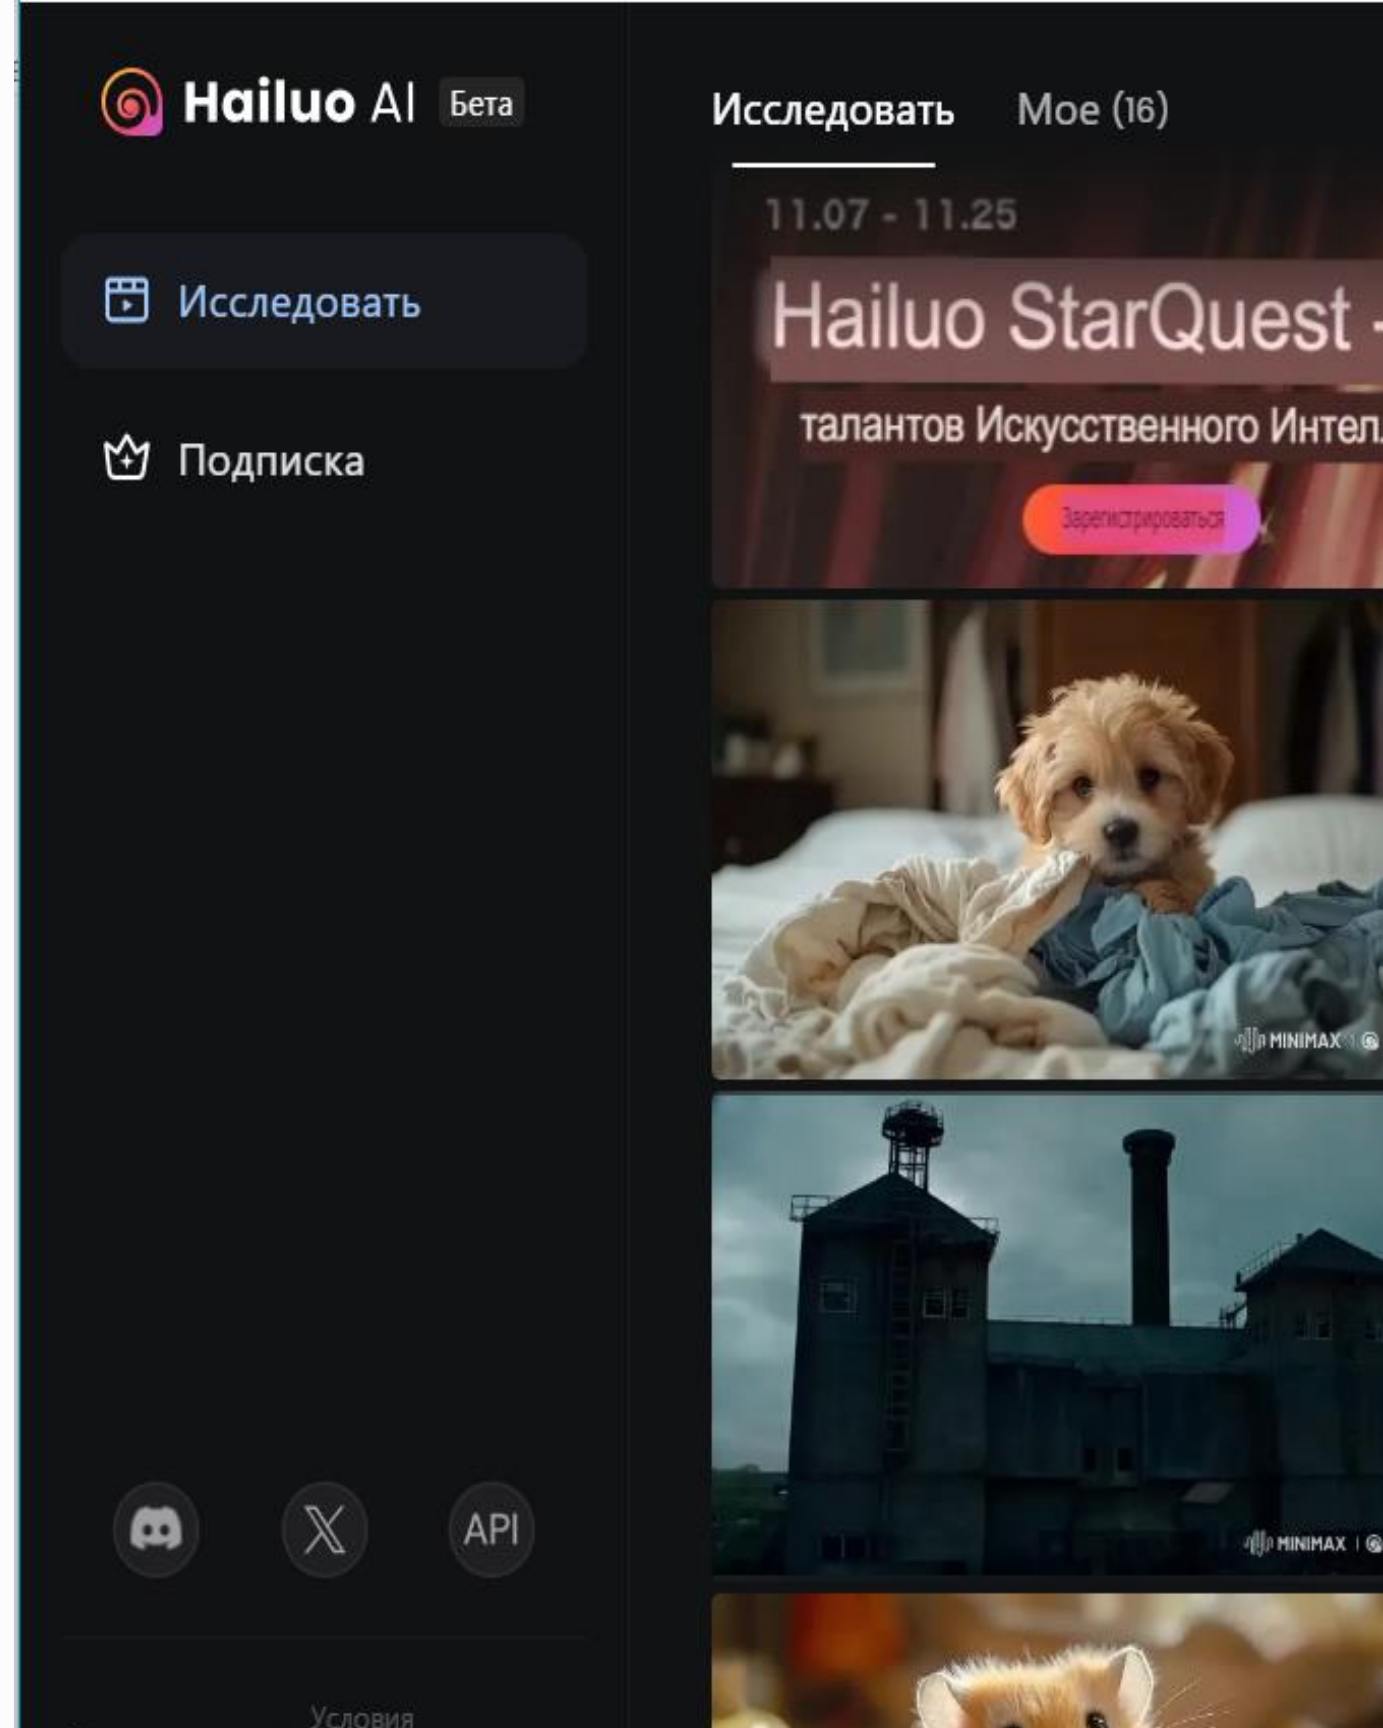 Hailuo AI Бета
Исследовать
Подписка
API
Условия
Исследовать Мое (16)
11.07 - 11.25
Hailuo StarQuest -
талантов Искусственного
Зарегистрироваться
MINIMAX
MINIMAX